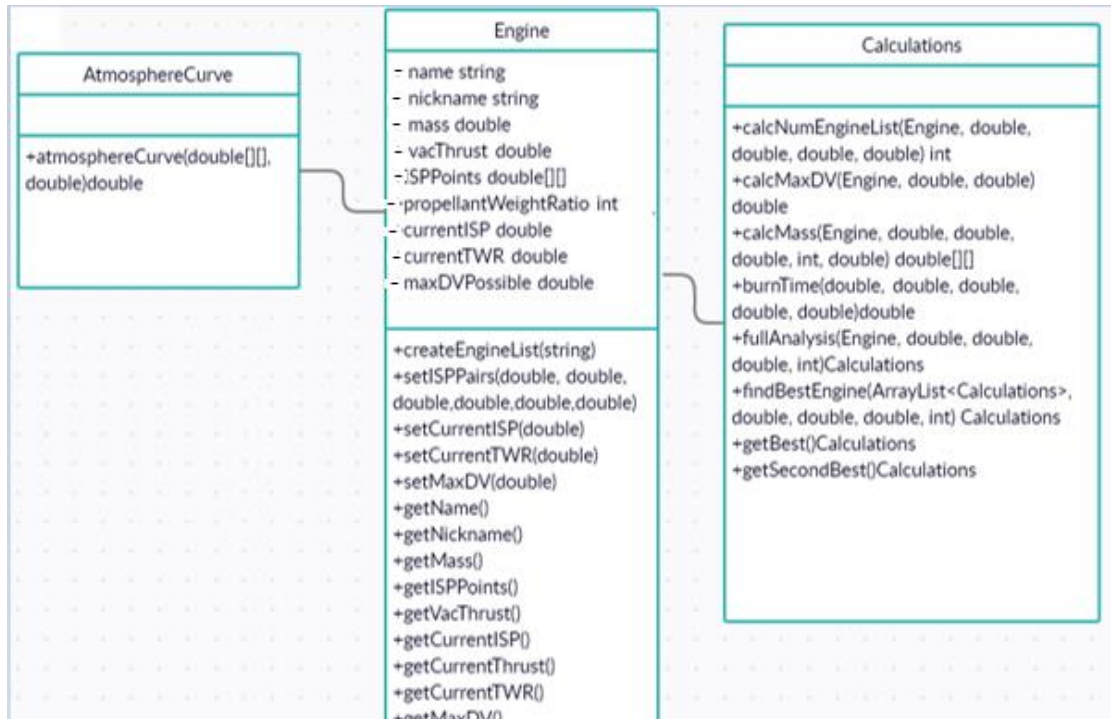 AtmosphereCurve
+atmosphereCurve(double[][],
double)double
Engine
- name string
- nickname string
- mass double
- vacThrust double
- ISPPoints double[][]
- propellantWeightRatio int
- currentISP double
- currentTWR double
- maxDVPossible double
+createEngineList(string)
+setISPPairs(double, double,
double,double,double,double)
+setCurrentISP(double)
+setCurrentTWR(double)
+setMaxDV(double)
+getName()
+getNickname()
+getMass()
+getISPPoints()
+getVacThrust()
+getCurrentISP()
+getCurrentThrust()
+getCurrentTWR()
+getMaxDV()
Calculations
+calcNumEngineList(Engine, double,
double, double, double) int
+calcMaxDV(Engine, double, double)
double
+calcMass(Engine, double, double,
double, int, double) double[][]
+burnTime(double, double, double,
double, double)double
+fullAnalysis(Engine, double, double,
double, int)Calculations
+findBestEngine(ArrayList<Calculations>,
double, double, double, int) Calculations
+getBest()Calculations
+getSecondBest()Calculations